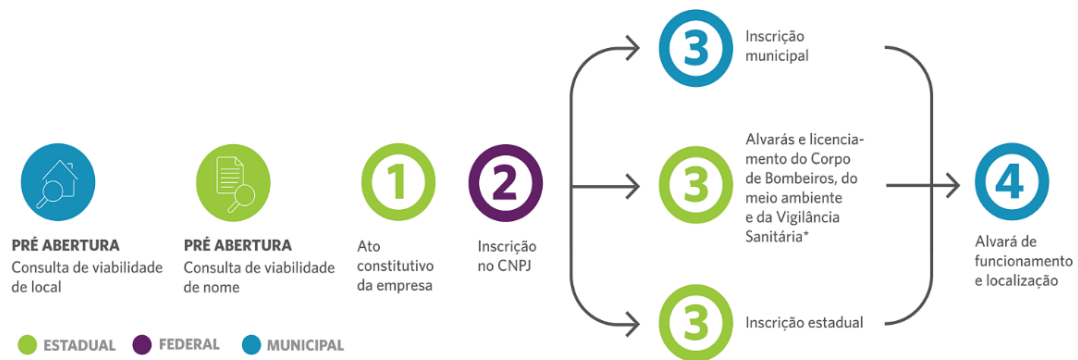 PRÉ ABERTURA
Consulta de viabilidade
de local
PRÉ ABERTURA
Consulta de viabilidade
de nome
1
Ato
constitutivo
da empresa
2
Inscrição
no CNPJ
3
Inscrição
municipal
3
Alvarás e licencia-
mento do Corpo
de Bombeiros, do
meio ambiente
e da Vigilância
Sanitária*
3
Inscrição estadual
4
Alvará de
funcionamento
e localização
ESTADUAL
FEDERAL
MUNICIPAL